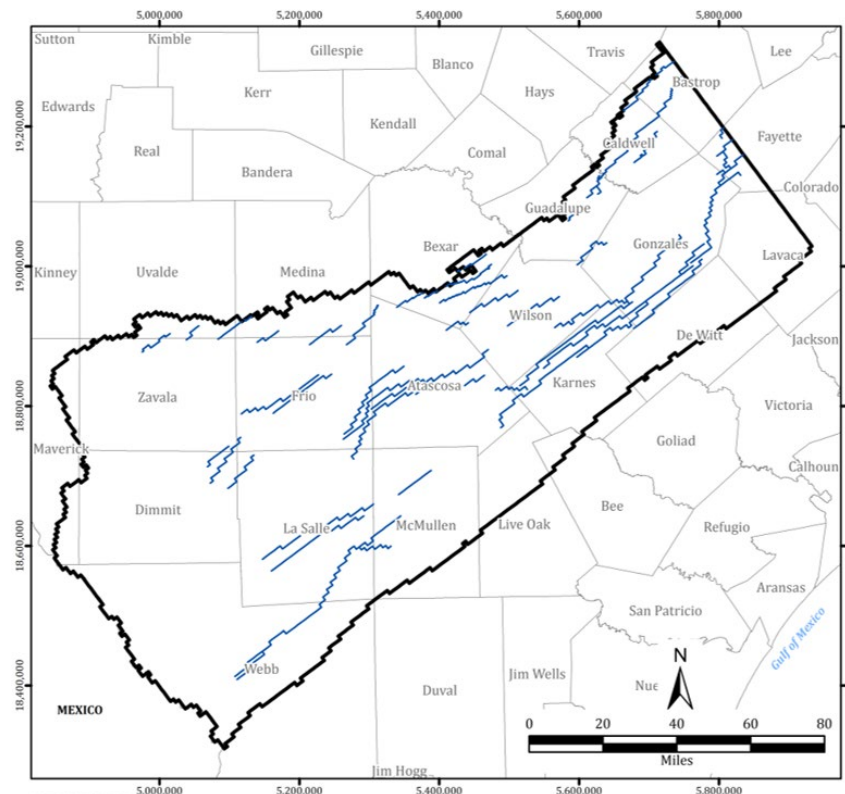 5,000,000 5,200,000 5,400,000 5,600,000 5,800,000
Sutton
Kimble
Gillespie
Blanco
Travis
Lee
Edwards
Kerr
Hays
Bastrop
19,200,000
Kendall
Fayette
Real
Bandera
Comal
Caldwell
Colorado
Guadalupe
Kinney
Uvalde
Medina
Bexar
Gonzales
Lavaca
19,000,000
Wilson
De Witt
Jackson
Zavala
Frio
Atascosa
Karnes
18,800,000
Victoria
Maverick
Goliad
Calhoun
Dimmit
La Salle
McMullen
Live Oak
Bee
Refugio
18,600,000
Aransas
San Patricio
Gulf of Mexico
Webb
Jim Wells
Nue
N
18,400,000
MEXICO
Duval
0 20 40 60 80
Miles
Jim Hogg
5,000,000 5,200,000 5,400,000 5,600,000 5,800,000